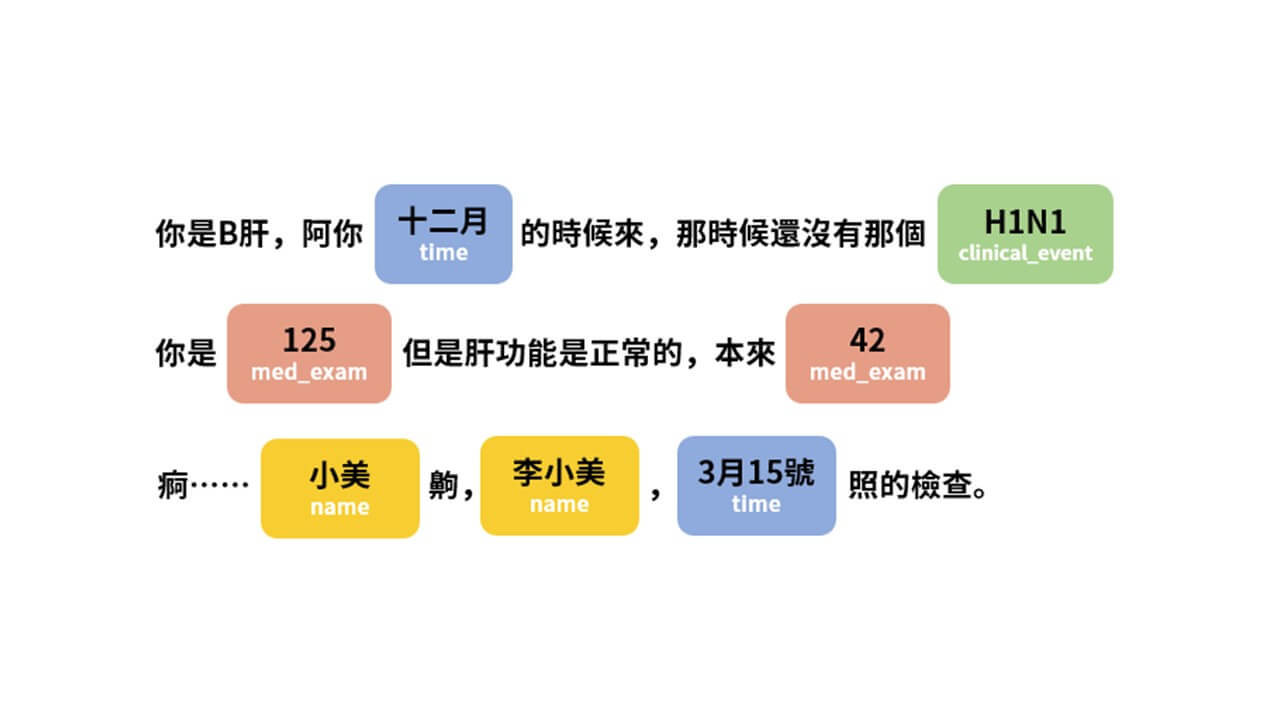 你是B肝，阿你 十二月 的時候來，那時候還沒有那個 H1N1
time clinical_event
你是 125 但是肝功能是正常的，本來 42
med_exam med_exam
痾…… 小美 齁， 李小美 ， 3月15號 照的檢查。
name name time